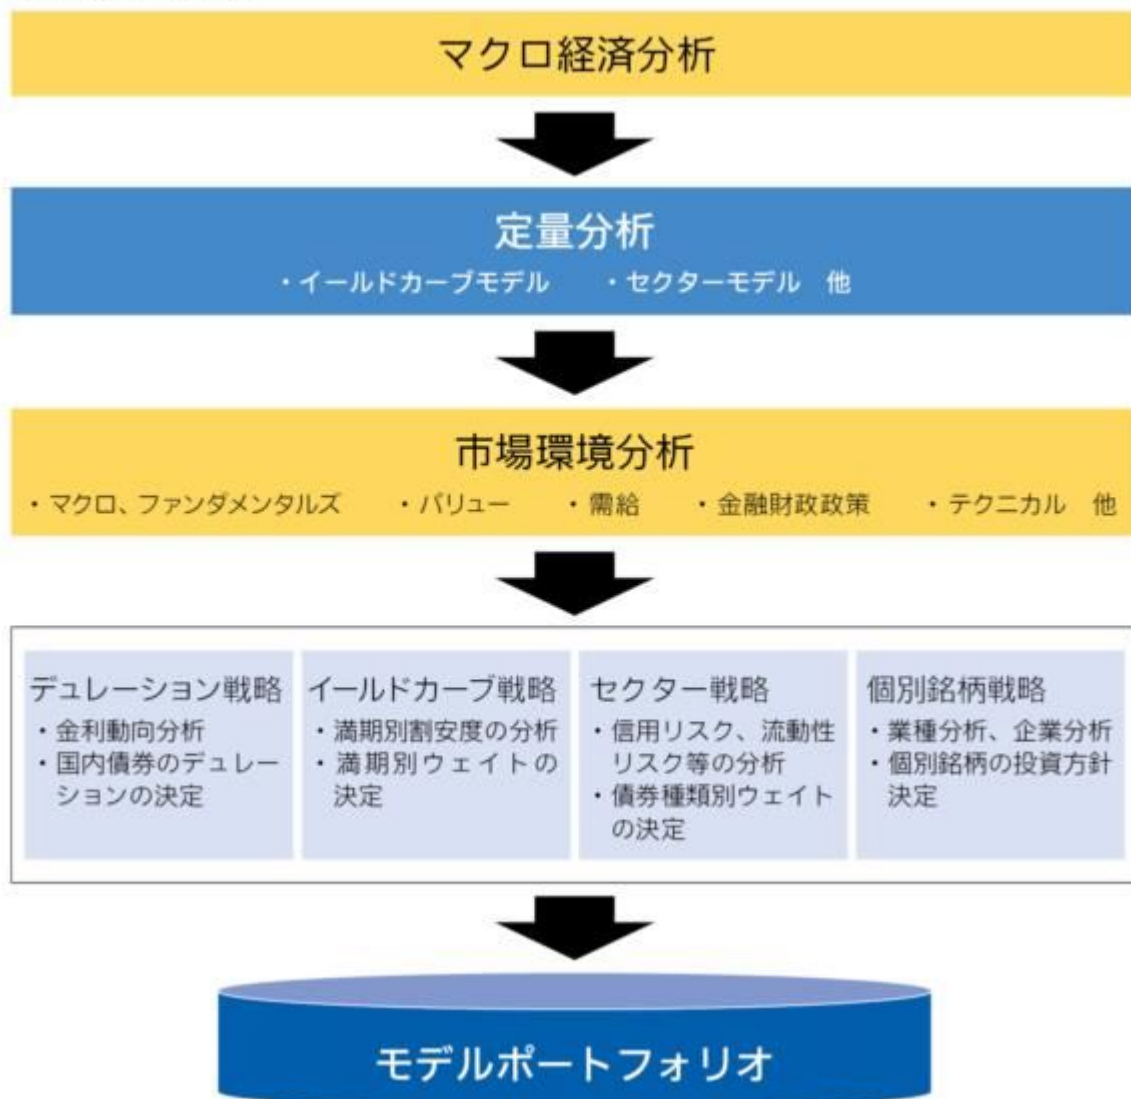 マクロ経済分析
定量分析
・イールドカーブモデル　・セクターモデル　他
市場環境分析
・マクロ、ファンダメンタルズ　・バリュー　・需給　・金融財政政策　・テクニカル　他
デュレーション戦略
・金利動向分析
・国内債券のデュレー
ションの決定
イールドカーブ戦略
・満期別割安度の分析
・満期別ウェイトの
決定
セクター戦略
・信用リスク、流動性
リスク等の分析
・債券種類別ウェイト
の決定
個別銘柄戦略
・業種分析、企業分析
・個別銘柄の投資方針
決定
モデルポートフォリオ